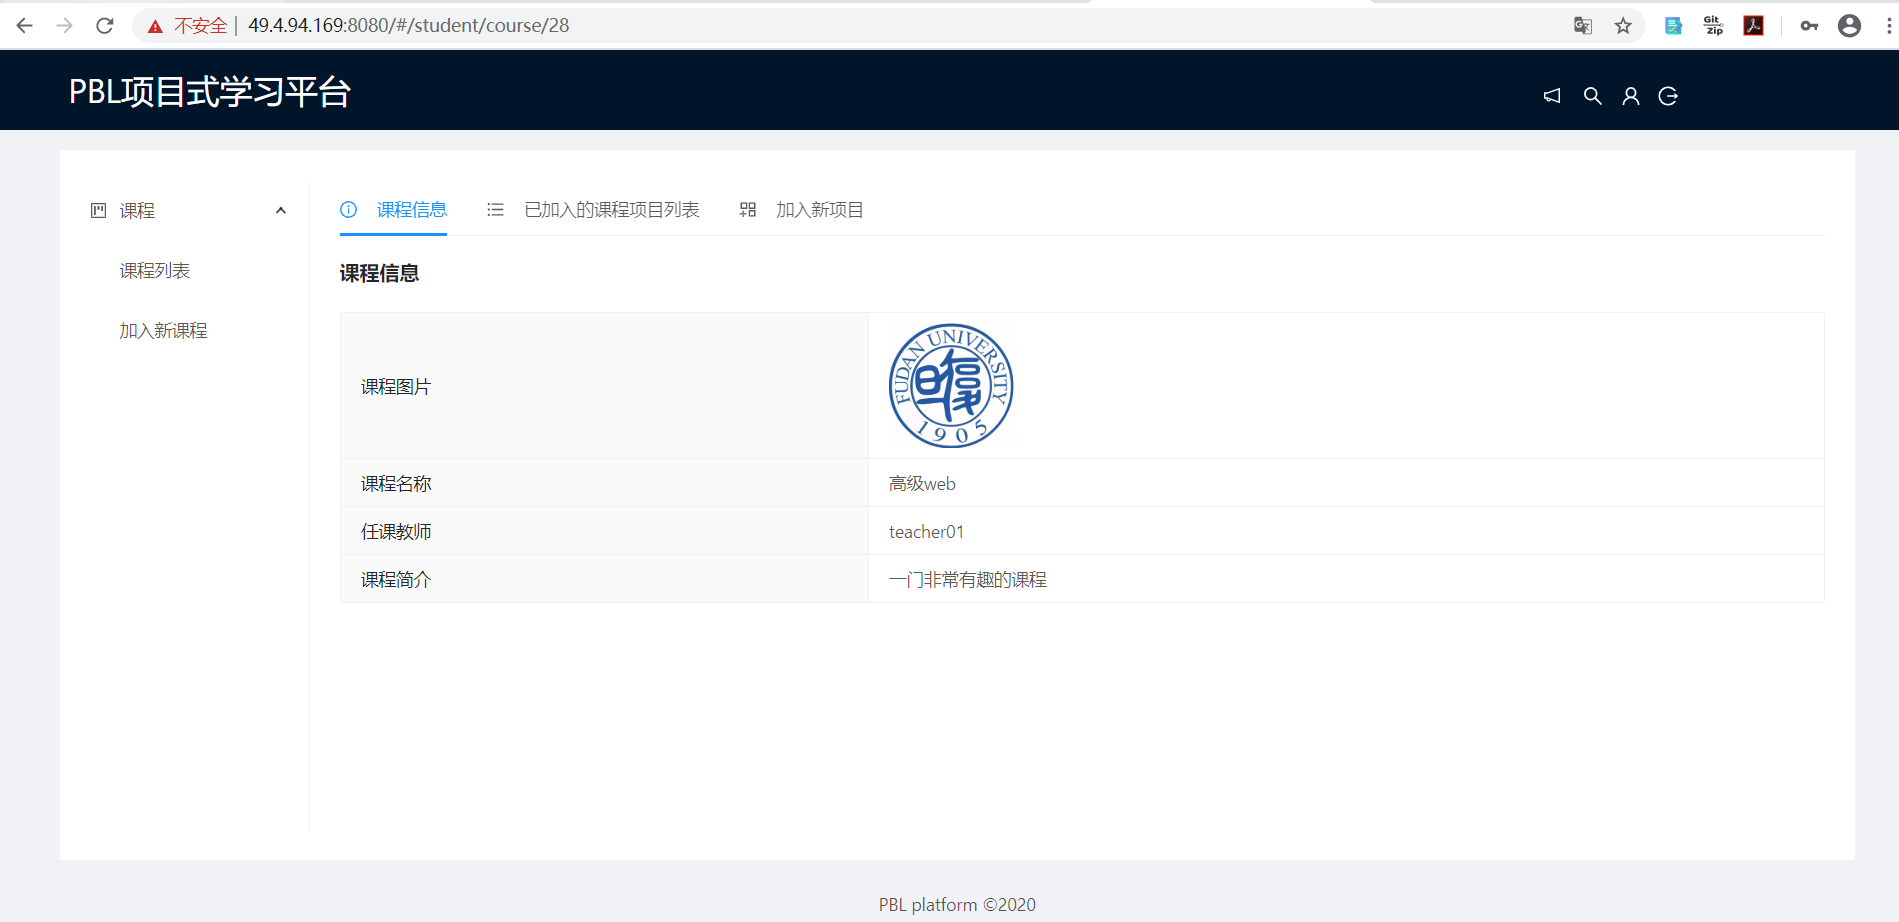 不安全 | 49.4.94.169:8080/#/student/course/28
Git
Zip
PBL项目式学习平台
课程
课程列表
加入新课程
课程信息 已加入的课程项目列表 加入新项目
课程信息
课程图片
FUDAN UNIVERSITY
1905
课程名称 高级web
任课教师 teacher01
课程简介 一门非常有趣的课程
PBL platform ©2020